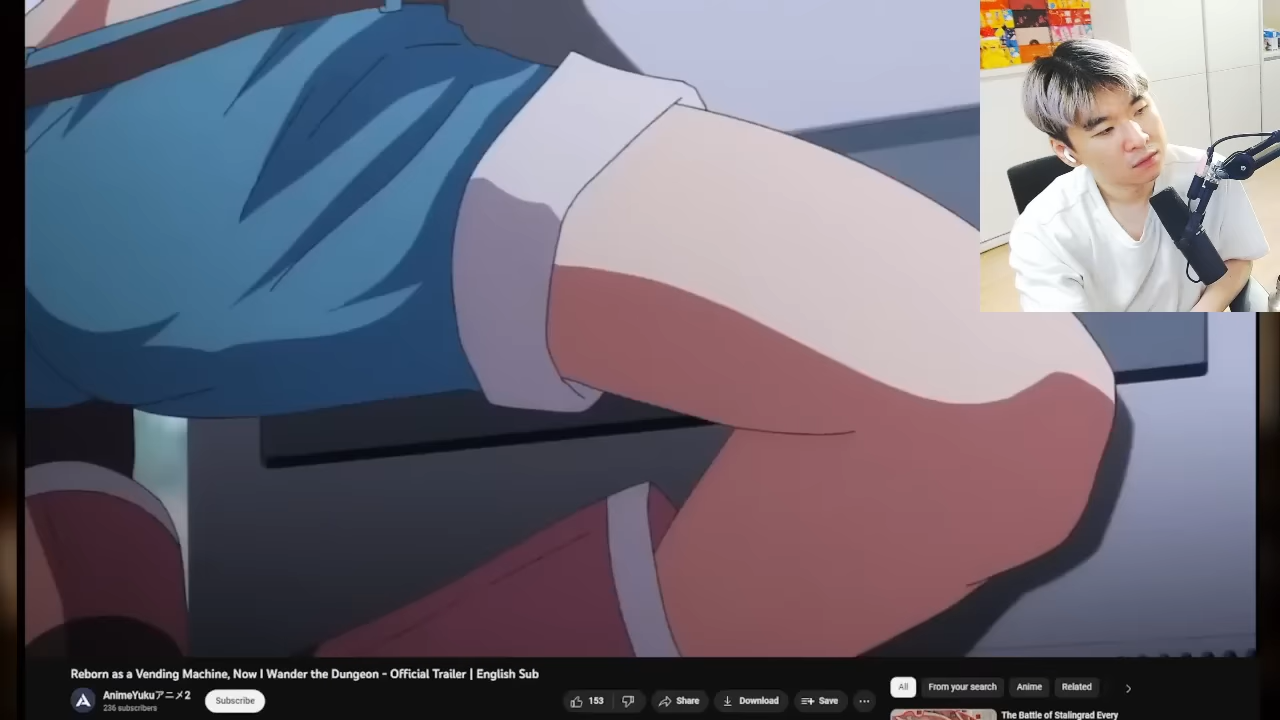 Reborn as a Vending Machine, Now I Wander the Dungeon - Official Trailer | English Sub
AnimeYukuアニメ2
236 subscribers
Subscribe
153
Share
Download
Save
All
From your search
Anime
Related
The Battle of Stalingrad Every